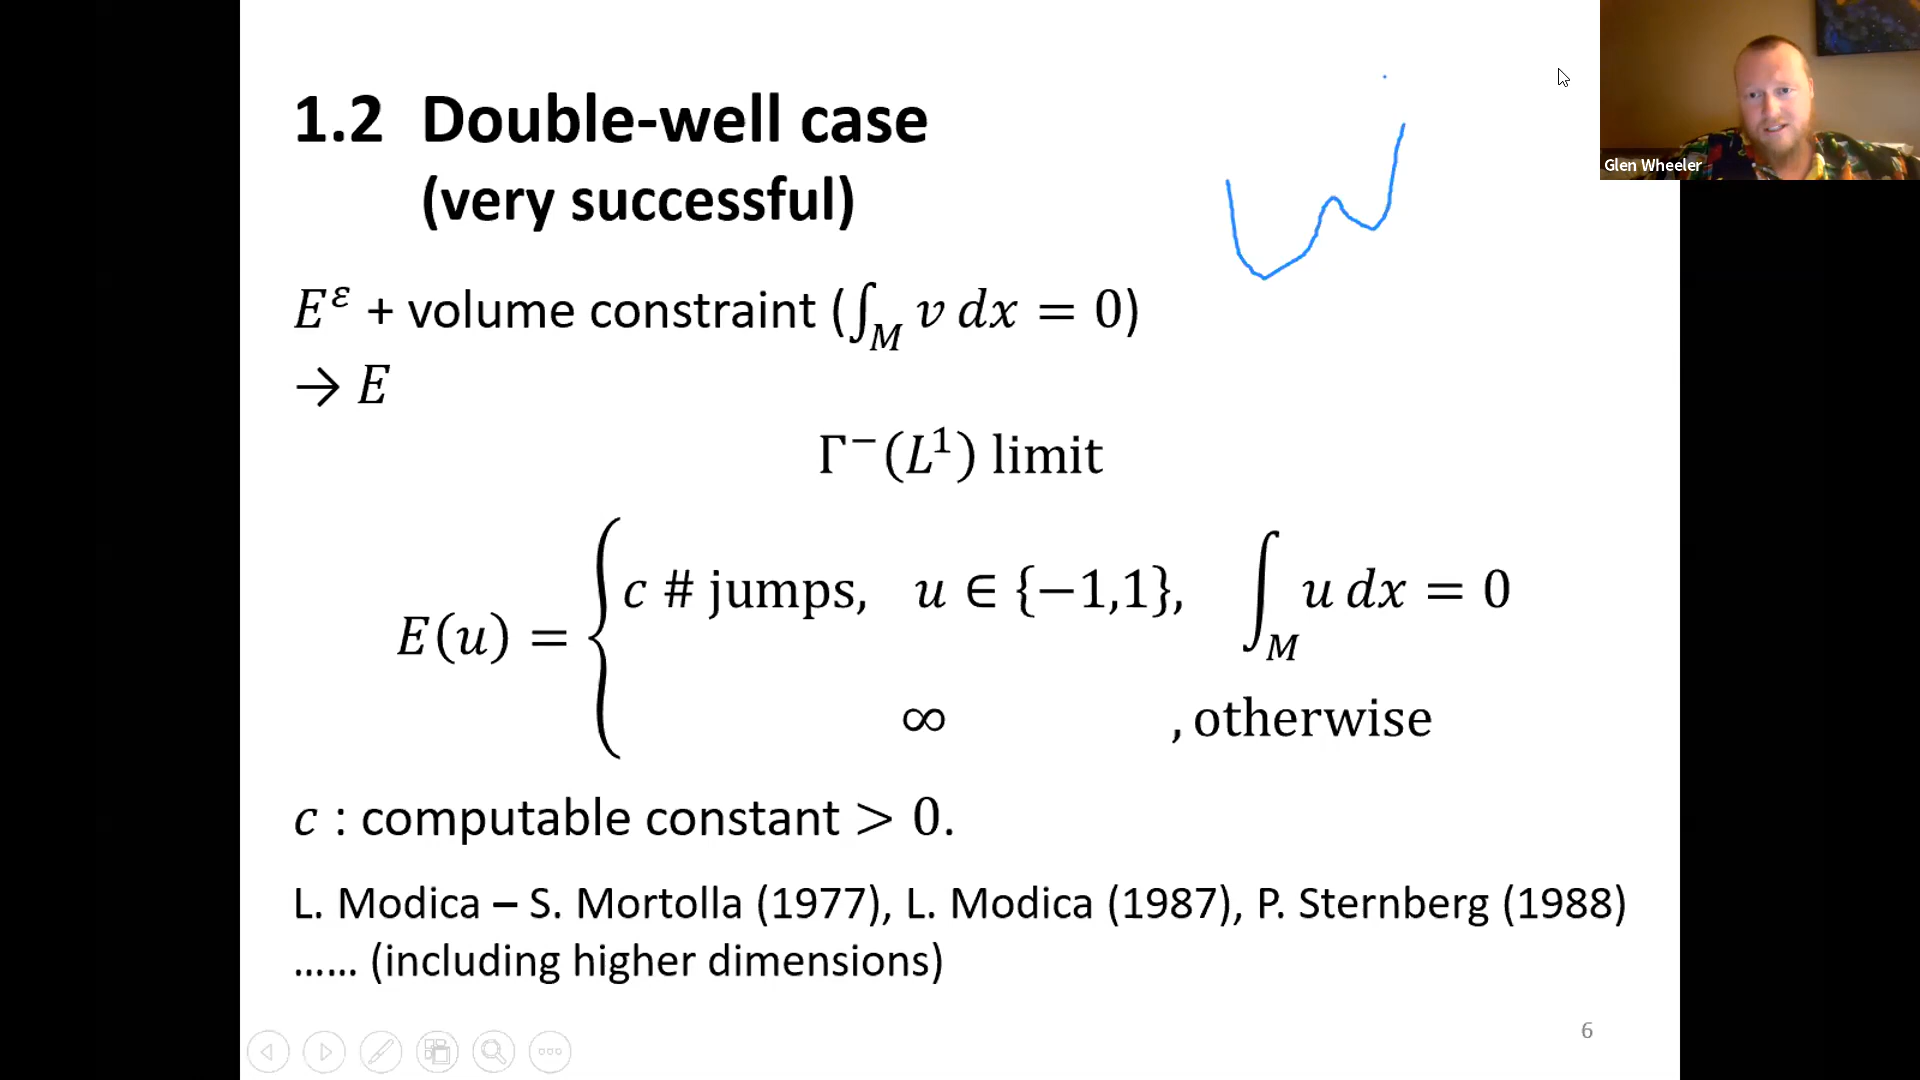 1.2 Double-well case
(very successful)
Glen Wheeler
E^ε + volume constraint (∫_M v dx = 0)
→ E
Γ⁻(L¹) limit
E(u) = { c # jumps, u ∈ {−1,1}, ∫_M u dx = 0
∞ , otherwise
c : computable constant > 0.
L. Modica – S. Mortolla (1977), L. Modica (1987), P. Sternberg (1988)
...... (including higher dimensions)
6